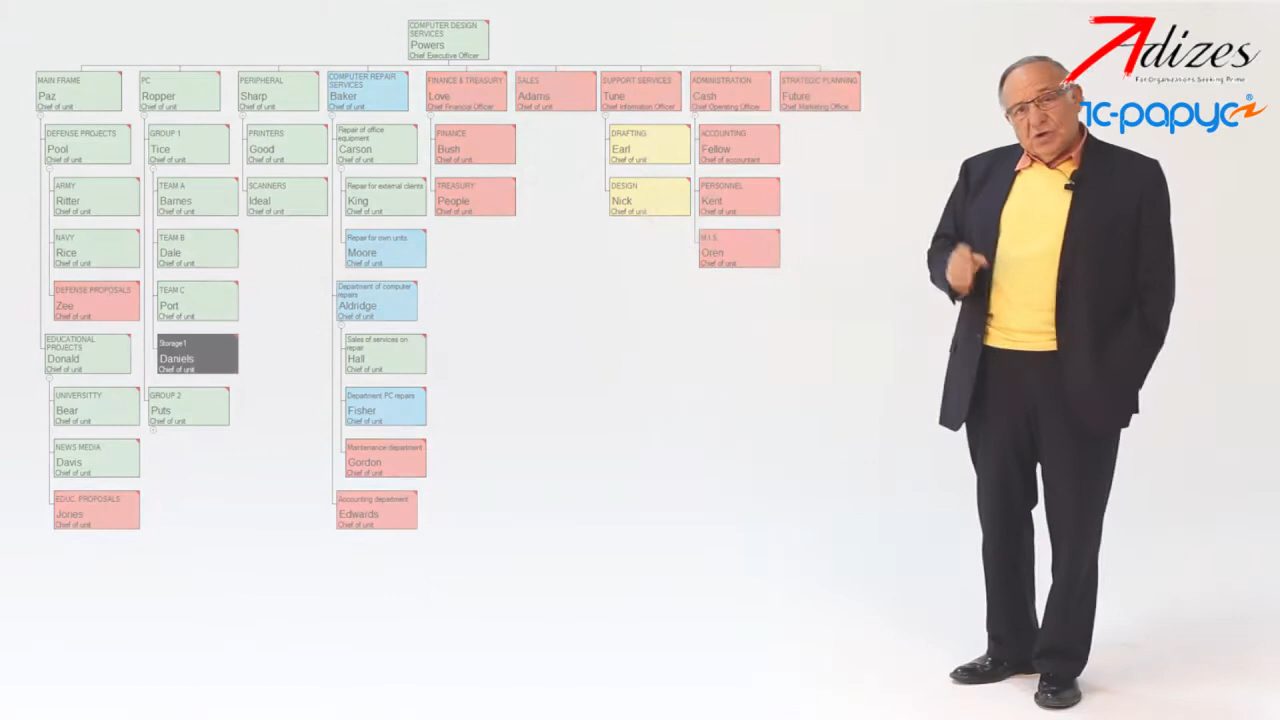 COMPUTER DESIGN
SERVICES
Powers
Chief Executive Officer
MAIN FRAME
Paz
Chief of unit
PC
Ropper
Chief of unit
PERIPHERAL
Sharp
Chief of unit
COMPUTER REPAIR
SERVICES
Baker
Chief of unit
FINANCE & TREASURY
Love
Chief Financial Officer
SALES
Adams
Chief of unit
SUPPORT SERVICES
Tune
Chief Information Officer
ADMINISTRATION
Cash
Chief Operating Officer
STRATEGIC PLANNING
Future
Chief Marketing Officer
DEFENSE PROJECTS
Pool
Chief of unit
ARMY
Ritter
Chief of unit
NAVY
Rice
Chief of unit
DEFENSE PROPOSALS
Zee
Chief of unit
EDUCATIONAL
PROJECTS
Donald
Chief of unit
UNIVERSITTY
Bear
Chief of unit
NEWS MEDIA
Davis
Chief of unit
EDUC. PROPOSALS
Jones
Chief of unit
GROUP 1
Tice
Chief of unit
TEAM A
Barnes
Chief of unit
TEAM B
Dale
Chief of unit
TEAM C
Port
Chief of unit
Storage1
Daniels
Chief of unit
GROUP 2
Puts
Chief of unit
PRINTERS
Good
Chief of unit
SCANNERS
Ideal
Chief of unit
Repair of office
equipment
Carson
Chief of unit
Repair for external clients
King
Chief of unit
Repair for own units
Moore
Chief of unit
Department of computer
repairs
Aldridge
Chief of unit
Sales of services on
repair
Hall
Chief of unit
Department PC repairs
Fisher
Chief of unit
Maintenance department
Gordon
Chief of unit
Accounting department
Edwards
Chief of unit
FINANCE
Bush
Chief of unit
TREASURY
People
Chief of unit
DRAFTING
Earl
Chief of unit
DESIGN
Nick
Chief of unit
ACCOUNTING
Fellow
Chief of accountant
PERSONNEL
Kent
Chief of unit
M.I.S.
Oren
Chief of unit
Adizes
For Organizations Seeking Prime
1С-рарус®